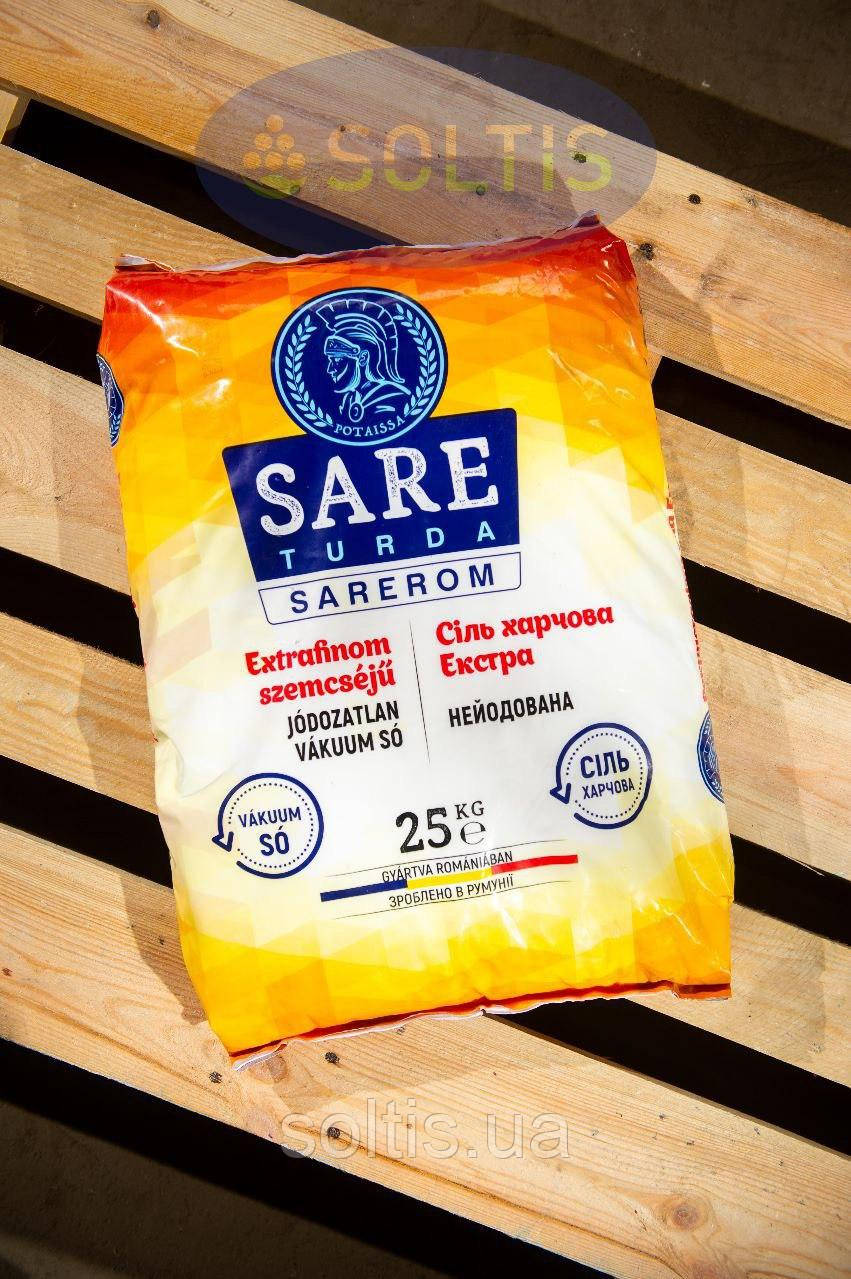 SOLTIS
POTAISSA
SARE
TURDA
SAREROM
Extrafinom
szemcséjű
JÓDOZATLAN
VÁKUUM SÓ
Сіль харчова
Екстра
НЕЙОДОВАНА
VÁKUUM
SÓ
СІЛЬ
ХАРЧОВА
25 KG
e
GYÁRTVA ROMÁNIÁBAN
ЗРОБЛЕНО В РУМУНІЇ
soltis.ua